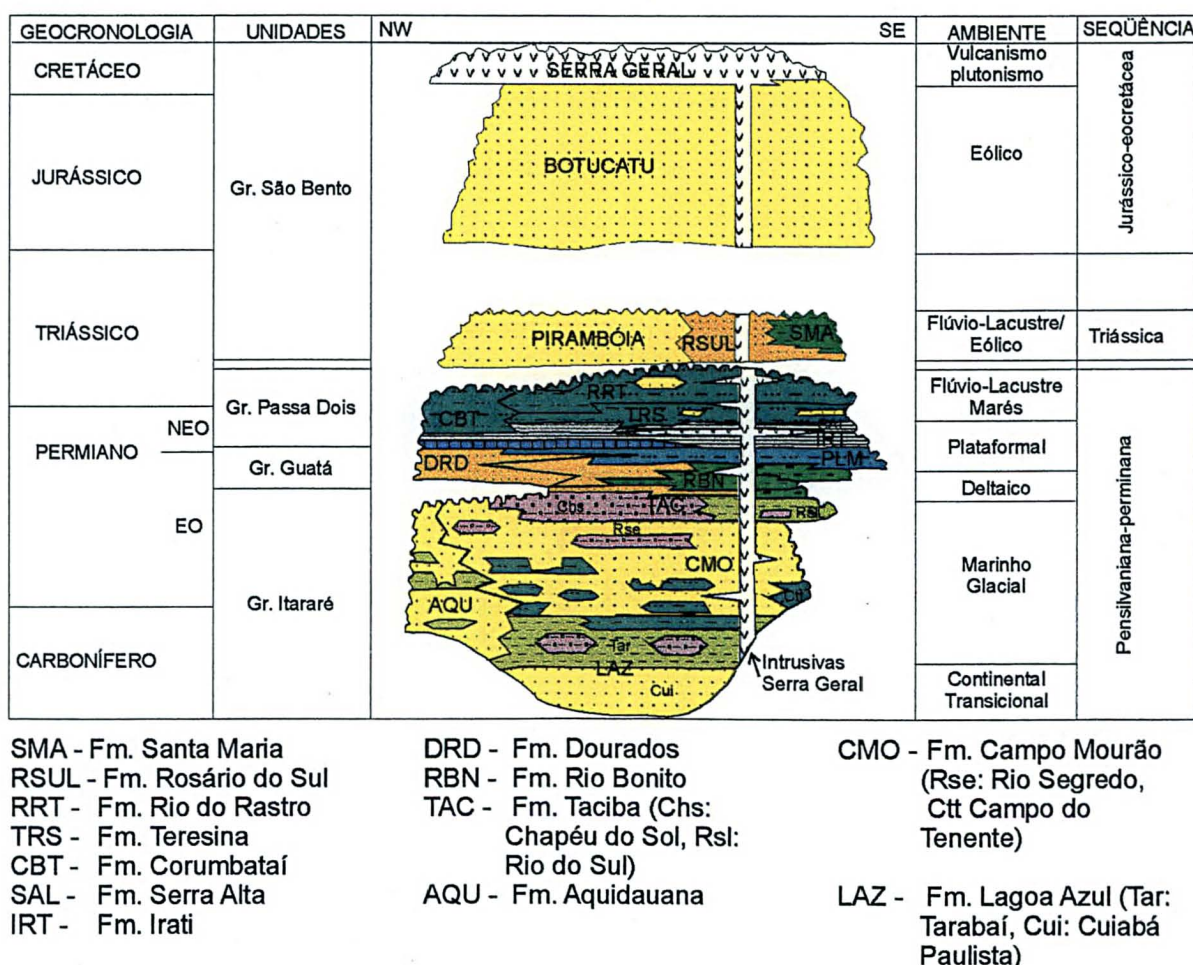 GEOCRONOLOGIA UNIDADES NW SE AMBIENTE SEQÜÊNCIA
CRETÁCEO
SERRA GERAL
Vulcanismo
plutonismo
JURÁSSICO
Gr. São Bento
BOTUCATU
Eólico
Jurássico-eocretácea
TRIÁSSICO
PIRAMBÓIA
RSUL
SMA
Flúvio-Lacustre/
Eólico
Triássica
Gr. Passa Dois
RRT
CBT
TRS
IRT
Flúvio-Lacustre
Marés
PERMIANO
NEO
EO
Gr. Guatá
PLM
DRD
RBN
Plataformal
Deltaico
Gr. Itararé
TAC
Rse
CMO
Ctt
AQU
Marinho
Glacial
Pensilvaniana-permimana
CARBONÍFERO
Tar
LAZ
Cui
Intrusivas
Serra Geral
Continental
Transicional
SMA - Fm. Santa Maria
RSUL - Fm. Rosário do Sul
RRT - Fm. Rio do Rastro
TRS - Fm. Teresina
CBT - Fm. Corumbataí
SAL - Fm. Serra Alta
IRT - Fm. Irati
DRD - Fm. Dourados
RBN - Fm. Rio Bonito
TAC - Fm. Taciba (Chs:
Chapéu do Sol, Rsl:
Rio do Sul)
AQU - Fm. Aquidauana
CMO - Fm. Campo Mourão
(Rse: Rio Segredo,
Ctt Campo do
Tenente)
LAZ - Fm. Lagoa Azul (Tar:
Tarabaí, Cui: Cuiabá
Paulista)